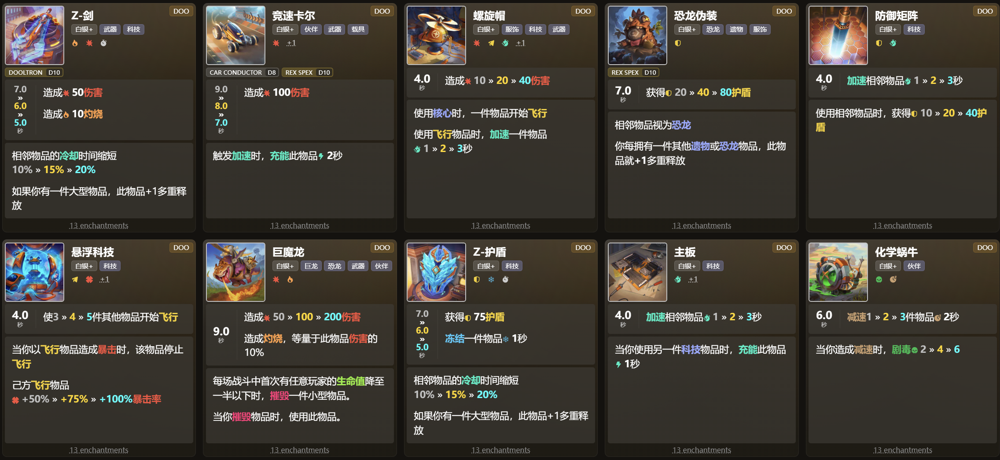 Z-剑
DOO
白银+ 武器 科技
DOOLTRON D10
7.0
»
6.0
»
5.0
秒
造成 50伤害
造成 10灼烧
相邻物品的冷却时间缩短
10% » 15% » 20%
如果你有一件大型物品，此物品+1多重释
放
13 enchantments
竞速卡尔
DOO
白银+ 伙伴 武器 载具
+1
CAR CONDUCTOR D8 REX SPEX D10
9.0
»
8.0
»
7.0
秒
造成 100伤害
触发加速时，充能此物品 2秒
13 enchantments
螺旋帽
DOO
白银+ 服饰 科技 武器
+1
4.0
秒
造成 10 » 20 » 40伤害
使用核心时，一件物品开始飞行
使用飞行物品时，加速一件物品
1 » 2 » 3秒
13 enchantments
恐龙伪装
DOO
白银+ 恐龙 遗物 服饰
REX SPEX D10
7.0
秒
获得 20 » 40 » 80护盾
相邻物品视为恐龙
你每拥有一件其他遗物或恐龙物品，此物
品就+1多重释放
13 enchantments
防御矩阵
DOO
白银+ 科技
4.0
秒
加速相邻物品 1 » 2 » 3秒
使用相邻物品时，获得 10 » 20 » 40护
盾
13 enchantments
悬浮科技
DOO
白银+ 科技
+1
4.0
秒
使3 » 4 » 5件其他物品开始飞行
当你以飞行物品造成暴击时，该物品停止
飞行
己方飞行物品
+50% » +75% » +100%暴击率
13 enchantments
巨魔龙
DOO
白银+ 巨龙 恐龙 武器 伙伴
9.0
秒
造成 50 » 100 » 200伤害
造成灼烧，等量于此物品伤害的
10%
每场战斗中首次有任意玩家的生命值降至
一半以下时，摧毁一件小型物品。
当你摧毁物品时，使用此物品。
13 enchantments
Z-护盾
DOO
白银+ 科技
7.0
»
6.0
»
5.0
秒
获得 75护盾
冻结一件物品 1秒
相邻物品的冷却时间缩短
10% » 15% » 20%
如果你有一件大型物品，此物品+1多重释
放
13 enchantments
主板
DOO
白银+ 科技
+1
4.0
秒
加速相邻物品 1 » 2 » 3秒
当你使用另一件科技物品时，充能此物品
1秒
13 enchantments
化学蜗牛
DOO
白银+ 伙伴
6.0
秒
减速1 » 2 » 3件物品 2秒
当你造成减速时，剧毒 2 » 4 » 6
13 enchantments